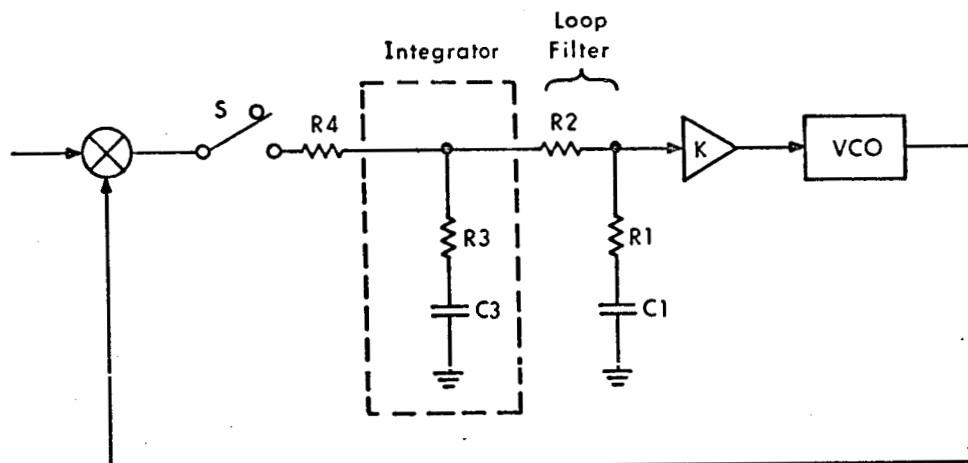 Loop
Integrator Filter
S
R4
R2
K
VCO
R3
R1
C3
C1